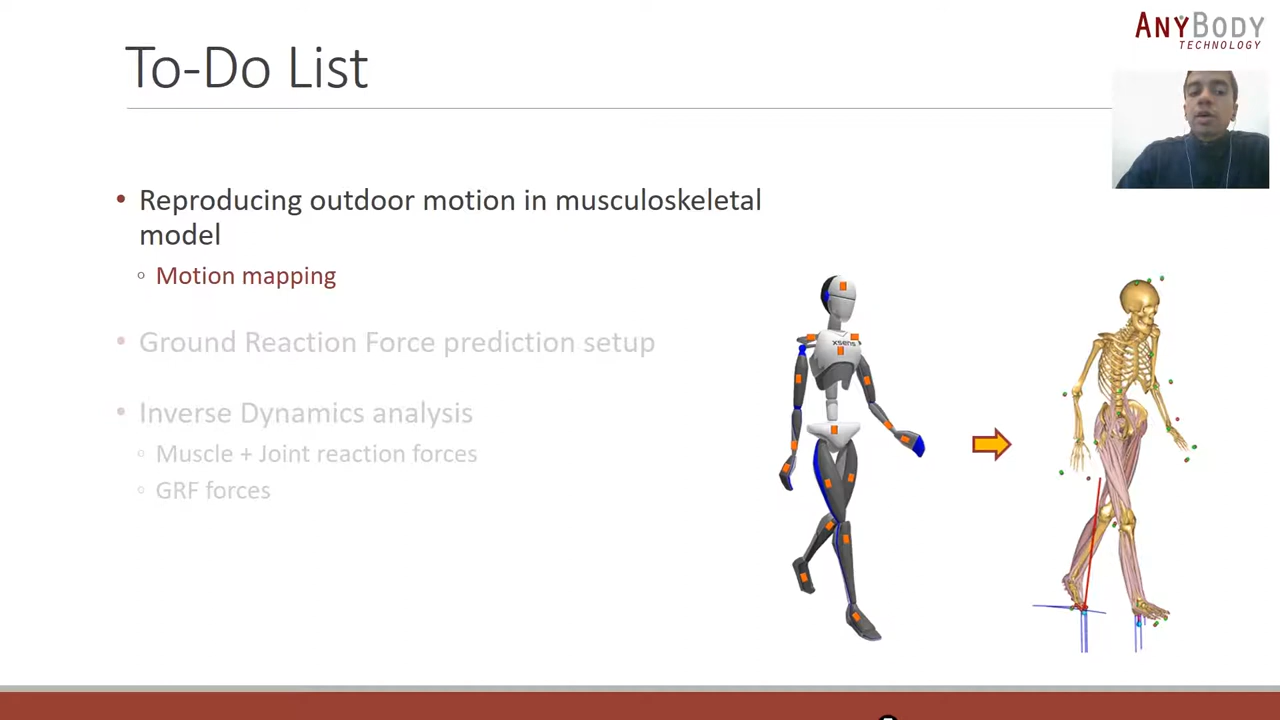 ANYBODY
TECHNOLOGY
To-Do List
• Reproducing outdoor motion in musculoskeletal
model
◦ Motion mapping
• Ground Reaction Force prediction setup
• Inverse Dynamics analysis
◦ Muscle + Joint reaction forces
◦ GRF forces
xsens